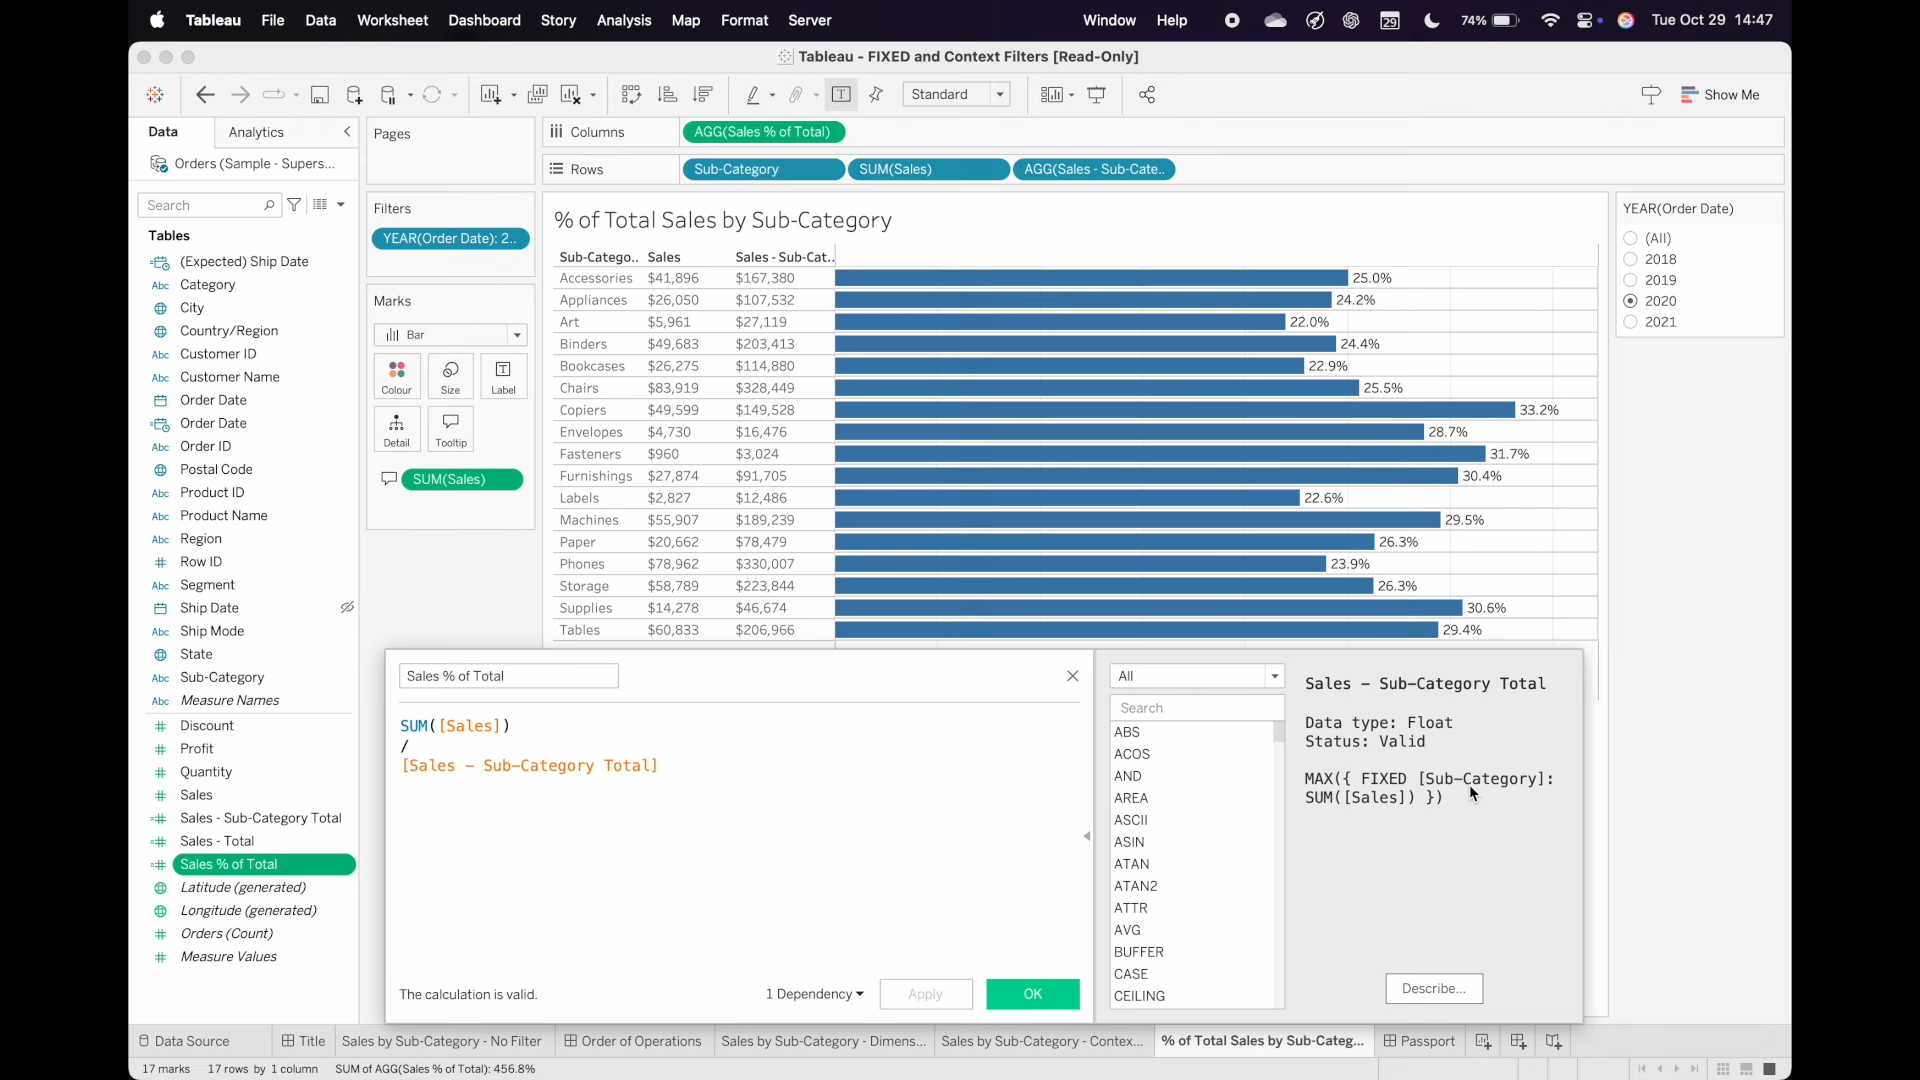 Tableau File Data Worksheet Dashboard Story Analysis Map Format Server Window Help 29 74% Tue Oct 29 14:47
Tableau - FIXED and Context Filters [Read-Only]
Standard Show Me
Data Analytics
Orders (Sample - Supers...
Search
Tables
(Expected) Ship Date
Abc Category
City
Country/Region
Abc Customer ID
Abc Customer Name
Order Date
Order Date
Abc Order ID
Postal Code
Abc Product ID
Abc Product Name
Abc Region
Row ID
Abc Segment
Ship Date
Abc Ship Mode
State
Abc Sub-Category
Abc Measure Names
Discount
Profit
Quantity
Sales
Sales - Sub-Category Total
Sales - Total
Sales % of Total
Latitude (generated)
Longitude (generated)
Orders (Count)
Measure Values
Pages
Filters
YEAR(Order Date): 2..
Marks
Bar
Colour Size Label
Detail Tooltip
SUM(Sales)
Columns AGG(Sales % of Total)
Rows Sub-Category SUM(Sales) AGG(Sales - Sub-Cate..
% of Total Sales by Sub-Category
Sub-Catego.. Sales Sales - Sub-Cat..
Accessories $41,896 $167,380 25.0%
Appliances $26,050 $107,532 24.2%
Art $5,961 $27,119 22.0%
Binders $49,683 $203,413 24.4%
Bookcases $26,275 $114,880 22.9%
Chairs $83,919 $328,449 25.5%
Copiers $49,599 $149,528 33.2%
Envelopes $4,730 $16,476 28.7%
Fasteners $960 $3,024 31.7%
Furnishings $27,874 $91,705 30.4%
Labels $2,827 $12,486 22.6%
Machines $55,907 $189,239 29.5%
Paper $20,662 $78,479 26.3%
Phones $78,962 $330,007 23.9%
Storage $58,789 $223,844 26.3%
Supplies $14,278 $46,674 30.6%
Tables $60,833 $206,966 29.4%
YEAR(Order Date)
(All)
2018
2019
2020
2021
Sales % of Total
SUM([Sales])
/
[Sales - Sub-Category Total]
The calculation is valid. 1 Dependency Apply OK
All
Search
ABS
ACOS
AND
AREA
ASCII
ASIN
ATAN
ATAN2
ATTR
AVG
BUFFER
CASE
CEILING
Sales - Sub-Category Total
Data type: Float
Status: Valid
MAX({ FIXED [Sub-Category]:
SUM([Sales]) })
Describe...
Data Source Title Sales by Sub-Category - No Filter Order of Operations Sales by Sub-Category - Dimens... Sales by Sub-Category - Contex... % of Total Sales by Sub-Categ... Passport
17 marks 17 rows by 1 column SUM of AGG(Sales % of Total): 456.8%